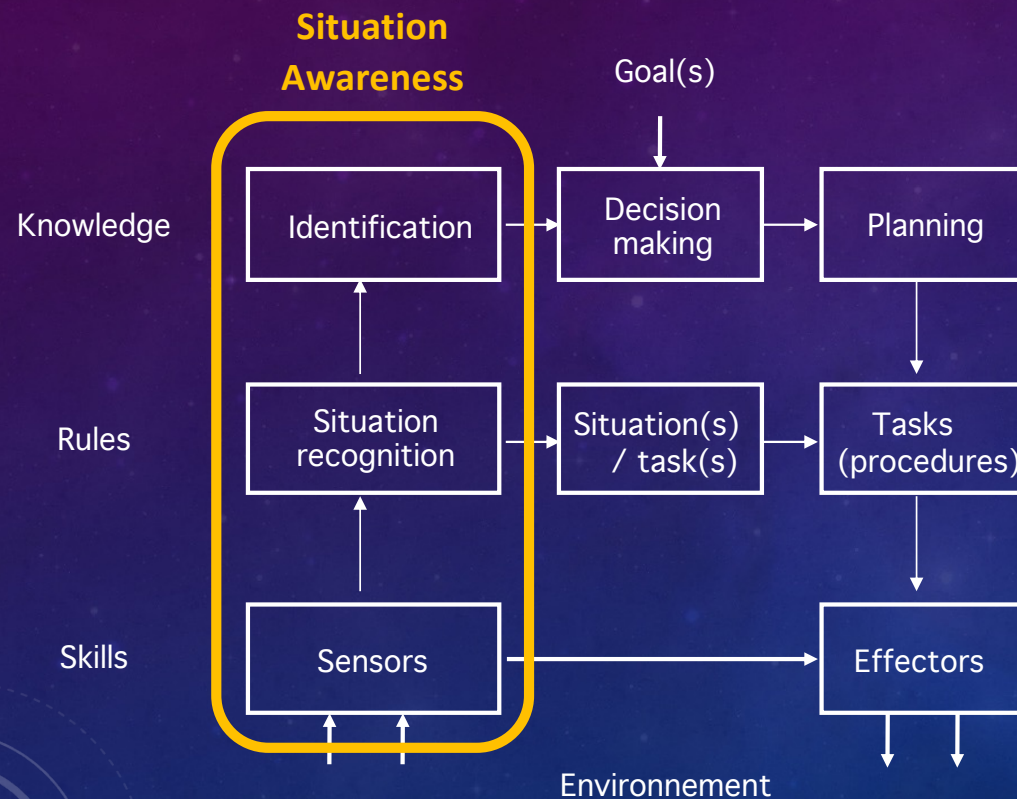 Situation
Awareness
Goal(s)
Knowledge
Identification
Decision
making
Planning
Rules
Situation
recognition
Situation(s)
/ task(s)
Tasks
(procedures)
Skills
Sensors
Effectors
Environnement